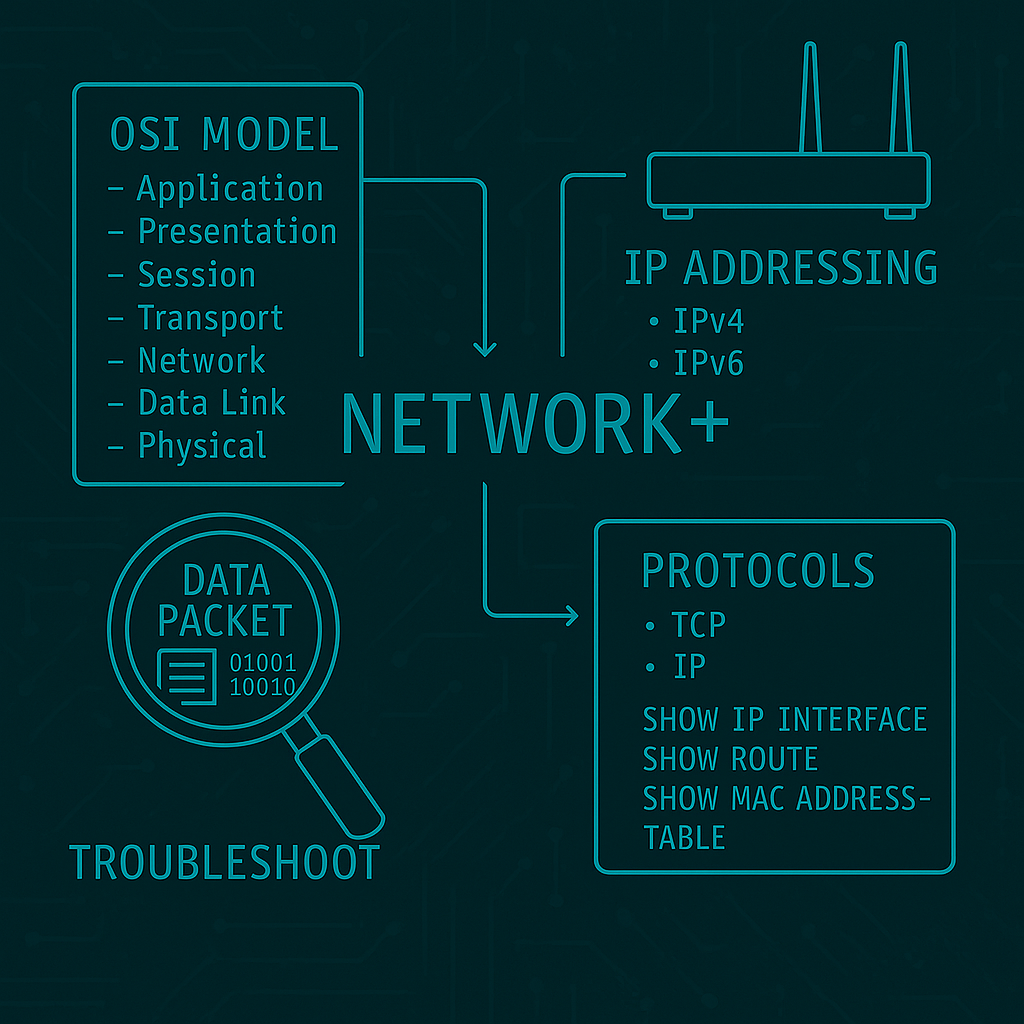 OSI MODEL
– Application
– Presentation
– Session
– Transport
– Network
– Data Link
– Physical
IP ADDRESSING
• IPv4
• IPv6
NETWORK+
DATA
PACKET
01001
10010
TROUBLESHOOT
PROTOCOLS
• TCP
• IP
SHOW IP INTERFACE
SHOW ROUTE
SHOW MAC ADDRESS-
TABLE